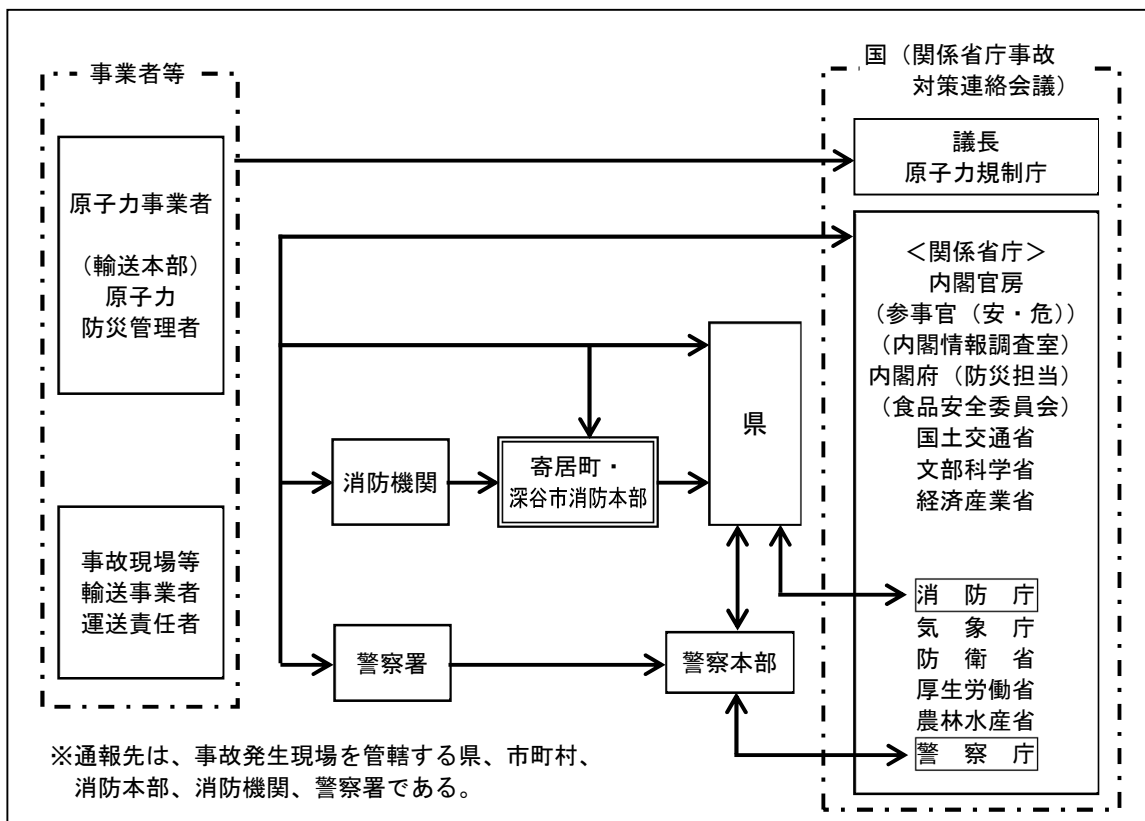 事業者等
原子力事業者
（輸送本部）
原子力
防災管理者
事故現場等
輸送事業者
運送責任者
消防機関
寄居町・
深谷市消防本部
県
警察署
警察本部
国（関係省庁事故
対策連絡会議）
議長
原子力規制庁
＜関係省庁＞
内閣官房
（参事官（安・危））
（内閣情報調査室）
内閣府（防災担当）
（食品安全委員会）
国土交通省
文部科学省
経済産業省
消　防　庁
気　象　庁
防　衛　省
厚生労働省
農林水産省
警　察　庁
※通報先は、事故発生現場を管轄する県、市町村、
消防本部、消防機関、警察署である。